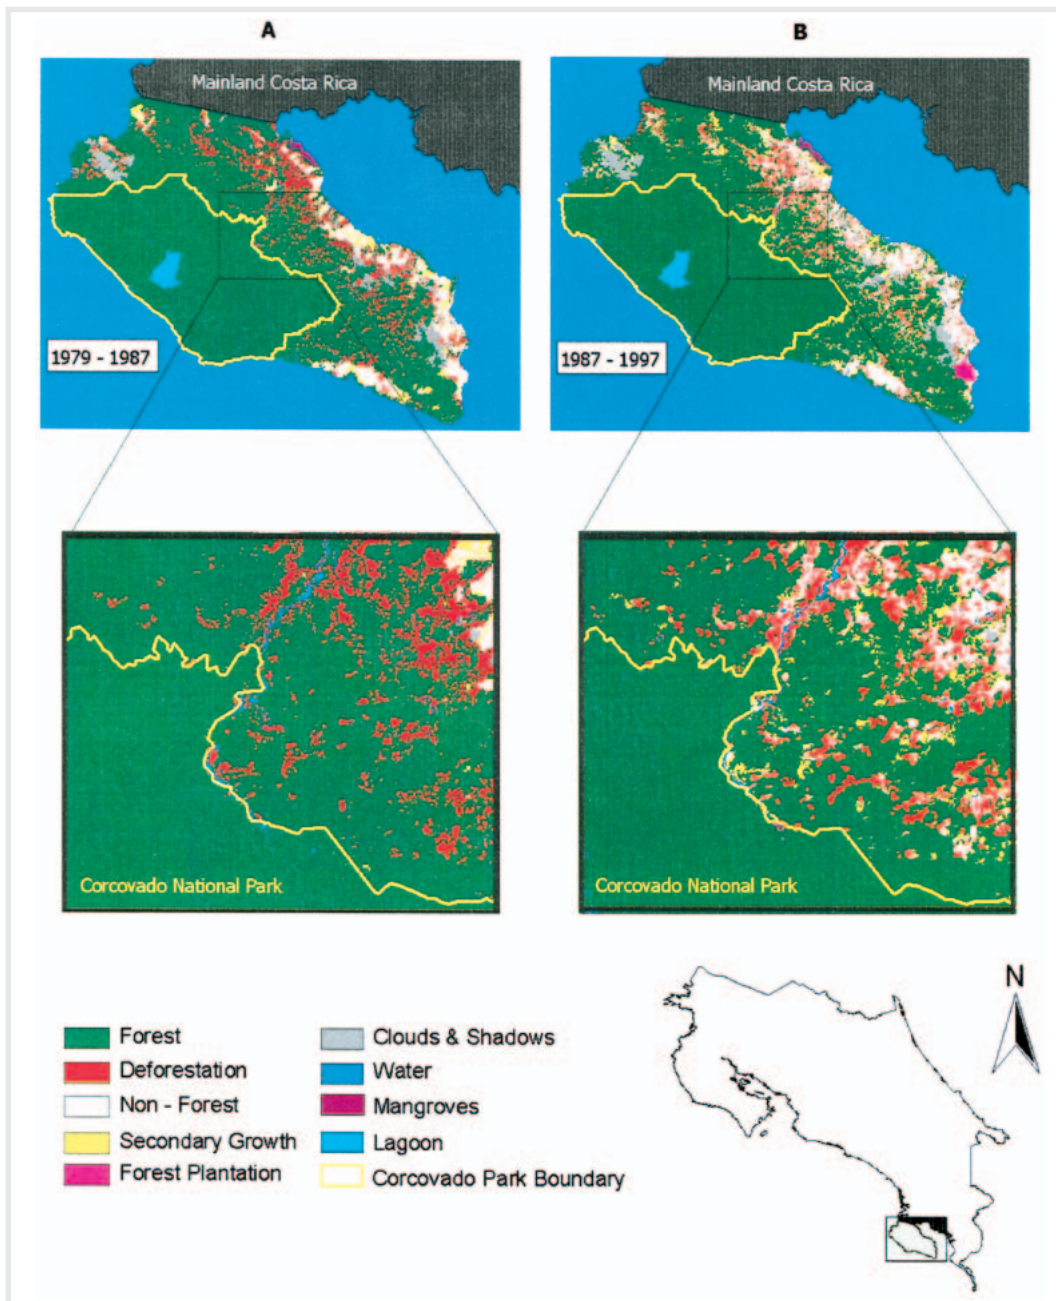 A
B
Mainland Costa Rica
Mainland Costa Rica
1979 - 1987
1987 - 1997
Corcovado National Park
Corcovado National Park
Forest
Deforestation
Non - Forest
Secondary Growth
Forest Plantation
Clouds & Shadows
Water
Mangroves
Lagoon
Corcovado Park Boundary
N